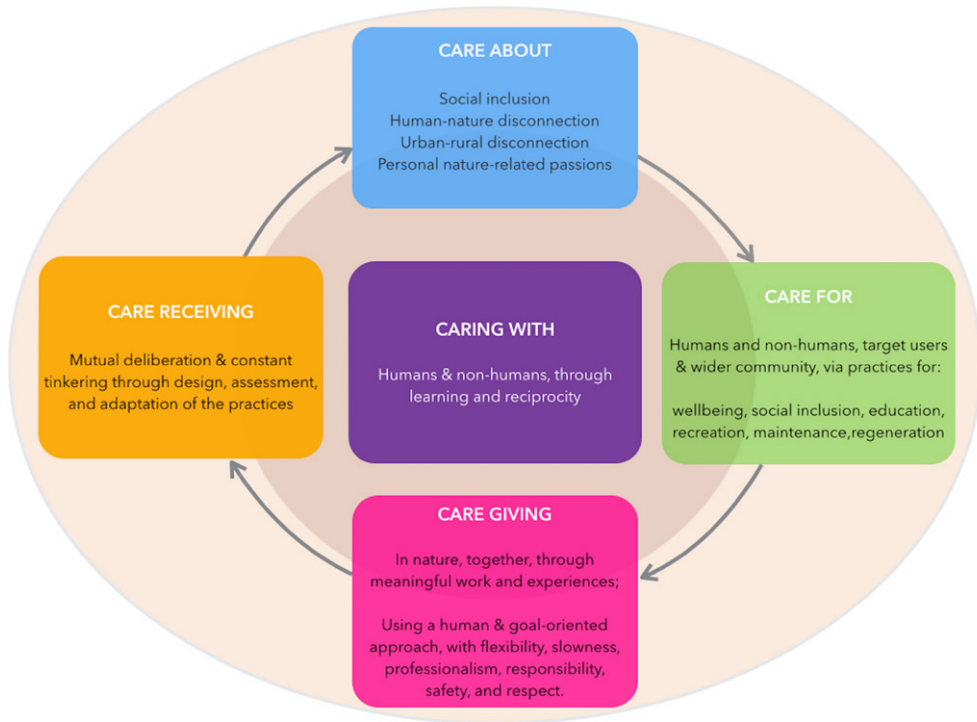 CARE ABOUT
Social inclusion
Human-nature disconnection
Urban-rural disconnection
Personal nature-related passions
CARE RECEIVING
Mutual deliberation & constant
tinkering through design, assessment,
and adaptation of the practices
CARING WITH
Humans & non-humans, through
learning and reciprocity
CARE FOR
Humans and non-humans, target users
& wider community, via practices for:
wellbeing, social inclusion, education,
recreation, maintenance,regeneration
CARE GIVING
In nature, together, through
meaningful work and experiences;
Using a human & goal-oriented
approach, with flexibility, slowness,
professionalism, responsibility,
safety, and respect.